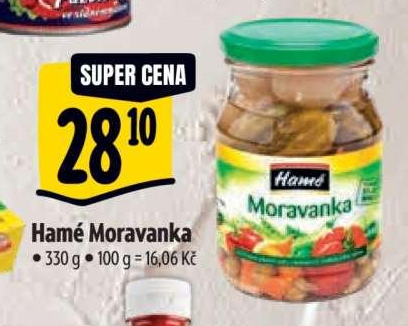 SUPER CENA
28 10
Hamé Moravanka
• 330 g • 100 g = 16,06 Kč
Hamé
Moravanka